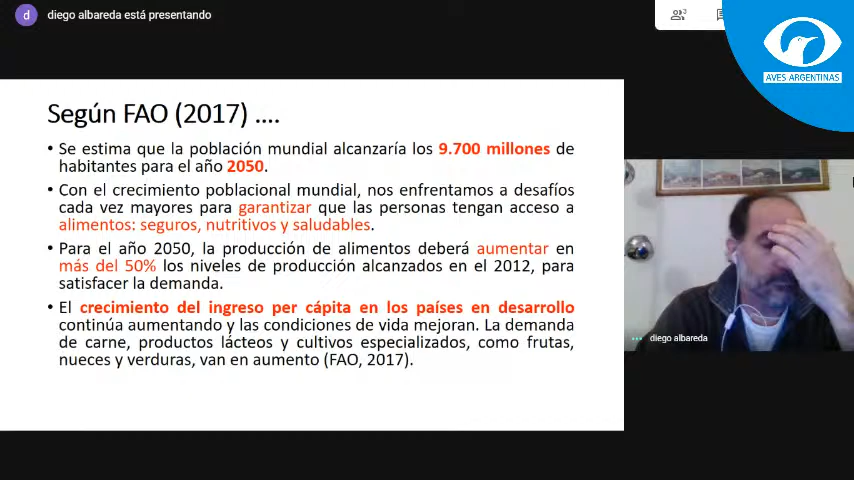 d diego albareda está presentando
3
AVES ARGENTINAS
Según FAO (2017) ....
• Se estima que la población mundial alcanzaría los 9.700 millones de
habitantes para el año 2050.
• Con el crecimiento poblacional mundial, nos enfrentamos a desafíos
cada vez mayores para garantizar que las personas tengan acceso a
alimentos: seguros, nutritivos y saludables.
• Para el año 2050, la producción de alimentos deberá aumentar en
más del 50% los niveles de producción alcanzados en el 2012, para
satisfacer la demanda.
• El crecimiento del ingreso per cápita en los países en desarrollo
continúa aumentando y las condiciones de vida mejoran. La demanda
de carne, productos lácteos y cultivos especializados, como frutas,
nueces y verduras, van en aumento (FAO, 2017).
diego albareda